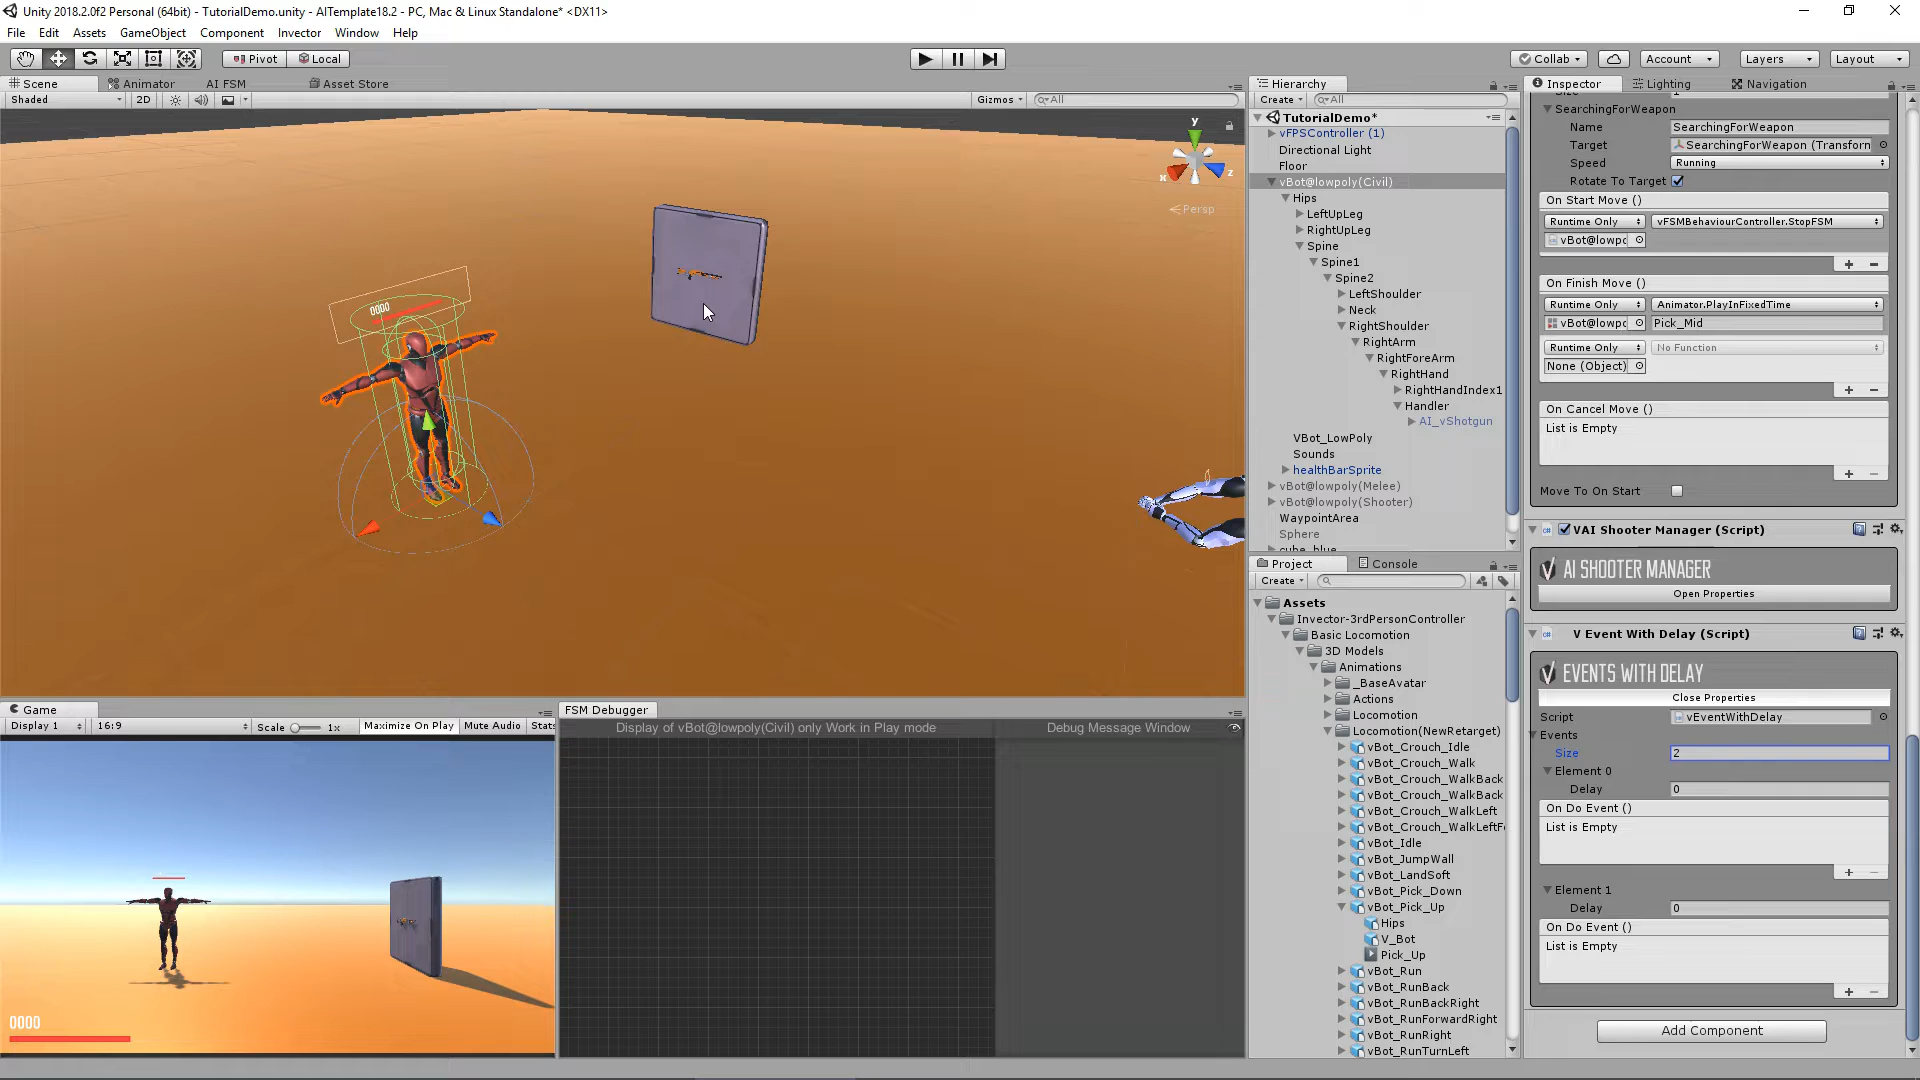 Unity 2018.2.0f2 Personal (64bit) - TutorialDemo.unity - AITemplate18.2 - PC, Mac & Linux Standalone* <DX11>
File Edit Assets GameObject Component Invector Window Help
Pivot Local Collab Account Layers Layout
Scene Animator AI FSM Asset Store
Shaded 2D Gizmos All
y
x
z
Persp
0000
Hierarchy
Create All
TutorialDemo*
vFPSController (1)
Directional Light
Floor
vBot@lowpoly(Civil)
Hips
LeftUpLeg
RightUpLeg
Spine
Spine1
Spine2
LeftShoulder
Neck
RightShoulder
RightArm
RightForeArm
RightHand
RightHandIndex1
Handler
AI_vShotgun
VBot_LowPoly
Sounds
healthBarSprite
vBot@lowpoly(Melee)
vBot@lowpoly(Shooter)
WaypointArea
Sphere
cube_blue
Project Console
Create
Assets
Invector-3rdPersonController
Basic Locomotion
3D Models
Animations
_BaseAvatar
Actions
Locomotion
Locomotion(NewRetarget)
vBot_Crouch_Idle
vBot_Crouch_Walk
vBot_Crouch_WalkBack
vBot_Crouch_WalkBack
vBot_Crouch_WalkLeft
vBot_Crouch_WalkLeftF
vBot_Idle
vBot_JumpWall
vBot_LandSoft
vBot_Pick_Down
vBot_Pick_Up
Hips
V_Bot
Pick_Up
vBot_Run
vBot_RunBack
vBot_RunBackRight
vBot_RunForwardRight
vBot_RunRight
vBot_RunTurnLeft
Inspector Lighting Navigation
SearchingForWeapon
Name SearchingForWeapon
Target SearchingForWeapon (Transforn
Speed Running
Rotate To Target
On Start Move ()
Runtime Only vFSMBehaviourController.StopFSM
vBot@lowpc
On Finish Move ()
Runtime Only Animator.PlayInFixedTime
vBot@lowpc Pick_Mid
Runtime Only No Function
None (Object)
On Cancel Move ()
List is Empty
Move To On Start
VAI Shooter Manager (Script)
AI SHOOTER MANAGER
Open Properties
V Event With Delay (Script)
EVENTS WITH DELAY
Close Properties
Script vEventWithDelay
Events
Size 2
Element 0
Delay 0
On Do Event ()
List is Empty
Element 1
Delay 0
On Do Event ()
List is Empty
Add Component
Game
Display 1 16:9 Scale 1x Maximize On Play Mute Audio Stats
0000
FSM Debugger
Display of vBot@lowpoly(Civil) only Work in Play mode Debug Message Window